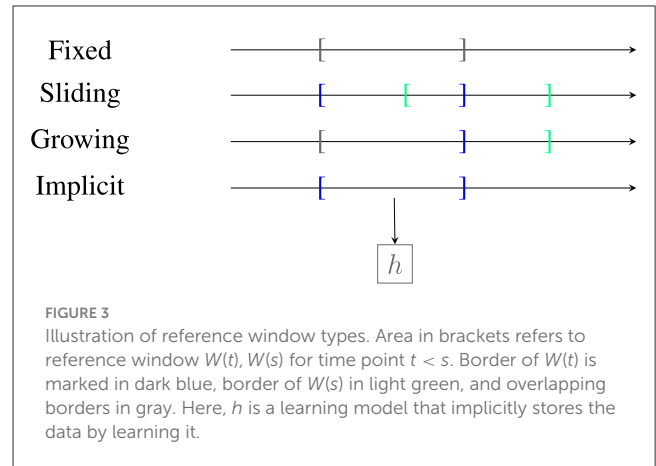 Fixed
Sliding
Growing
Implicit
h
FIGURE 3
Illustration of reference window types. Area in brackets refers to
reference window W(t), W(s) for time point t < s. Border of W(t) is
marked in dark blue, border of W(s) in light green, and overlapping
borders in gray. Here, h is a learning model that implicitly stores the
data by learning it.